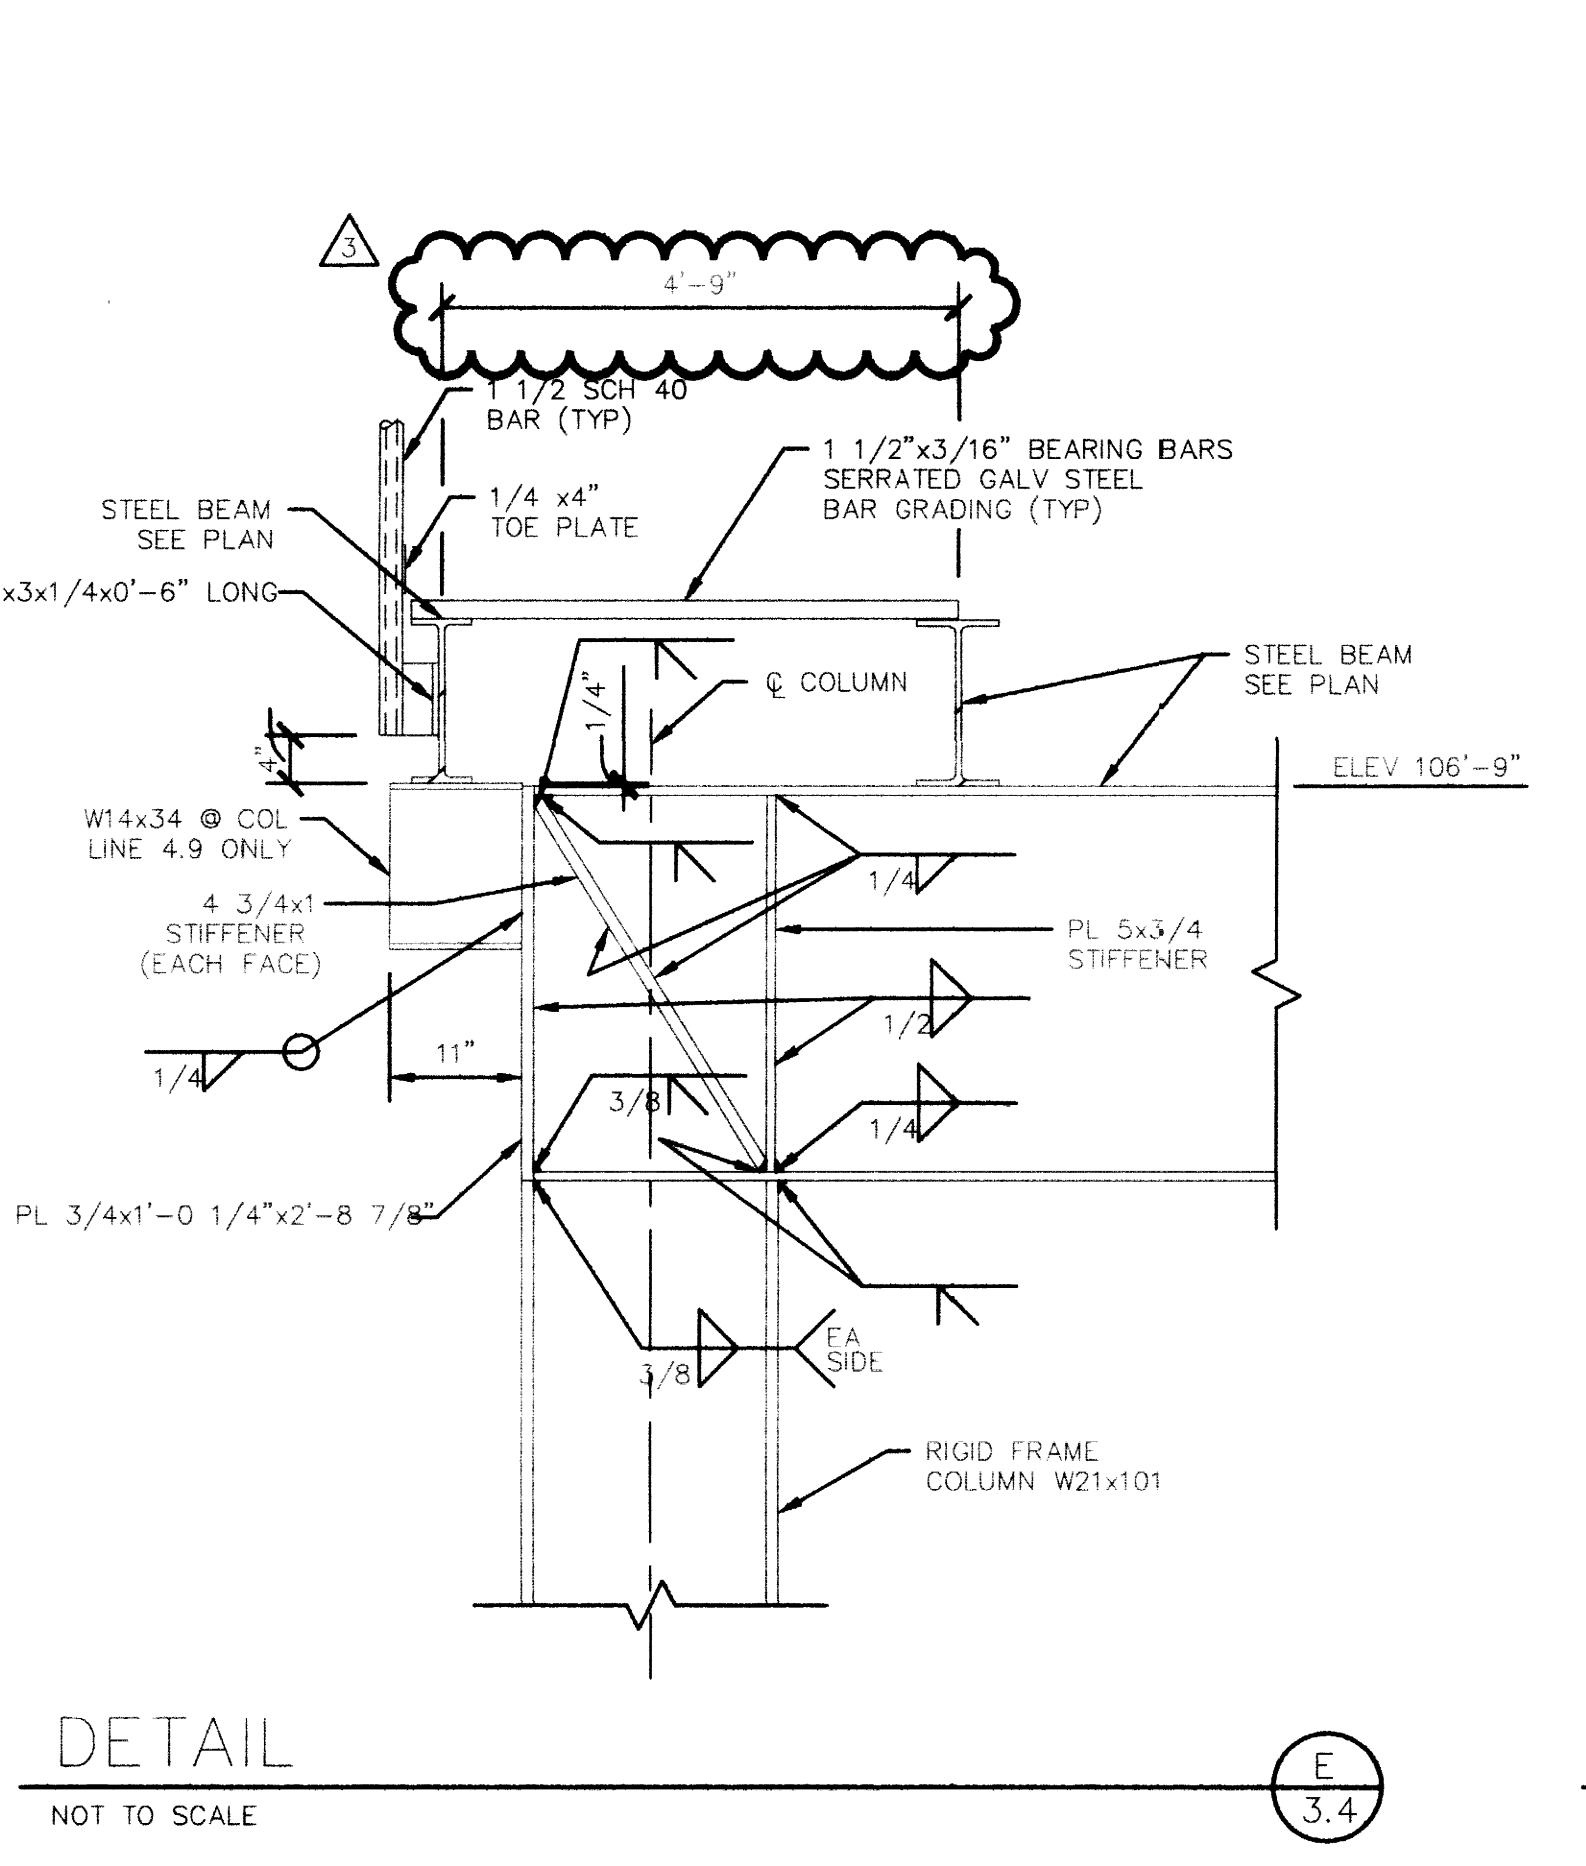 3
4'-9"
1 1/2 SCH 40
BAR (TYP)
1 1/2"x3/16" BEARING BARS
SERRATED GALV STEEL
BAR GRADING (TYP)
1/4 x4"
TOE PLATE
STEEL BEAM
SEE PLAN
x3x1/4x0'-6" LONG
STEEL BEAM
SEE PLAN
℄ COLUMN
1/4"
4"
ELEV 106'-9"
W14x34 @ COL
LINE 4.9 ONLY
1/4
4 3/4x1
STIFFENER
(EACH FACE)
PL 5x3/4
STIFFENER
1/2
11"
1/4
3/8
1/4
PL 3/4x1'-0 1/4"x2'-8 7/8"
EA
SIDE
3/8
RIGID FRAME
COLUMN W21x101
DETAIL
NOT TO SCALE
E
3.4